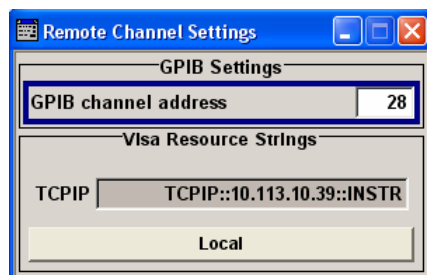 Remote Channel Settings
GPIB Settings
GPIB channel address 28
Visa Resource Strings
TCPIP TCPIP::10.113.10.39::INSTR
Local